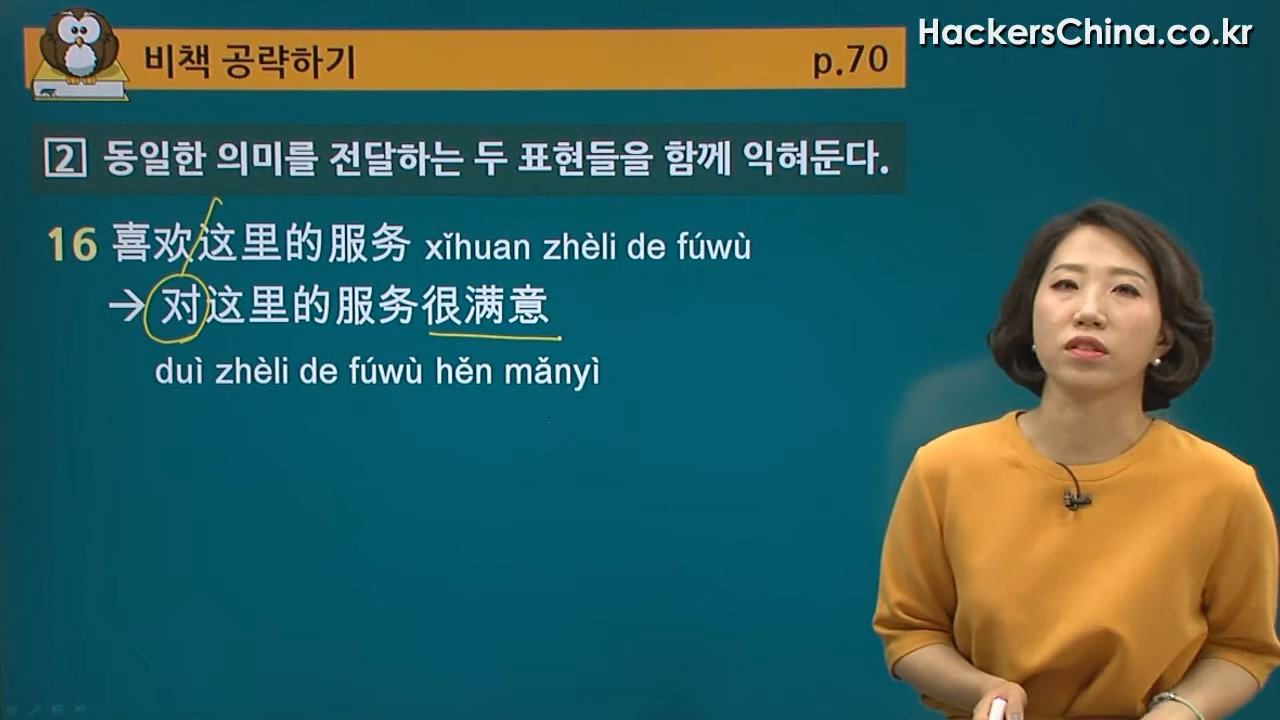 HackersChina.co.kr
비책 공략하기 p.70
2 동일한 의미를 전달하는 두 표현들을 함께 익혀둔다.
16 喜欢这里的服务 xǐhuan zhèli de fúwù
→ 对这里的服务很满意
duì zhèli de fúwù hěn mǎnyì